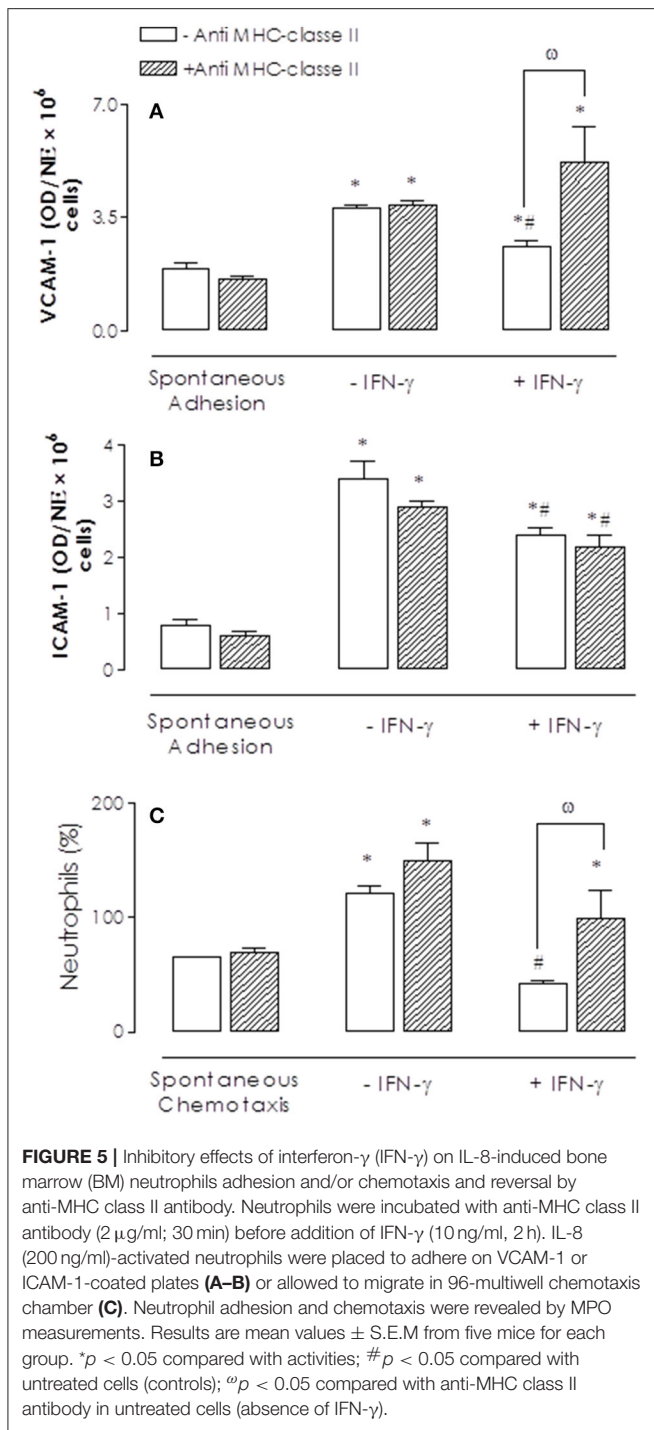 - Anti MHC-classe II
+Anti MHC-classe II
A
VCAM-1 (OD/NE × 10⁶
cells)
7.0
3.5
0.0
* * *# * ω
Spontaneous
Adhesion
- IFN-γ
+ IFN-γ
B
ICAM-1 (OD/NE × 10⁶
cells)
4
3
2
1
0
* * *# *#
Spontaneous
Adhesion
- IFN-γ
+ IFN-γ
C
Neutrophils (%)
200
100
0
* * # * ω
Spontaneous
Chemotaxis
- IFN-γ
+ IFN-γ
FIGURE 5 | Inhibitory effects of interferon-γ (IFN-γ) on IL-8-induced bone
marrow (BM) neutrophils adhesion and/or chemotaxis and reversal by
anti-MHC class II antibody. Neutrophils were incubated with anti-MHC class II
antibody (2 μg/ml; 30 min) before addition of IFN-γ (10 ng/ml, 2 h). IL-8
(200 ng/ml)-activated neutrophils were placed to adhere on VCAM-1 or
ICAM-1-coated plates (A–B) or allowed to migrate in 96-multiwell chemotaxis
chamber (C). Neutrophil adhesion and chemotaxis were revealed by MPO
measurements. Results are mean values ± S.E.M from five mice for each
group. *p < 0.05 compared with activities; #p < 0.05 compared with
untreated cells (controls); ωp < 0.05 compared with anti-MHC class II
antibody in untreated cells (absence of IFN-γ).